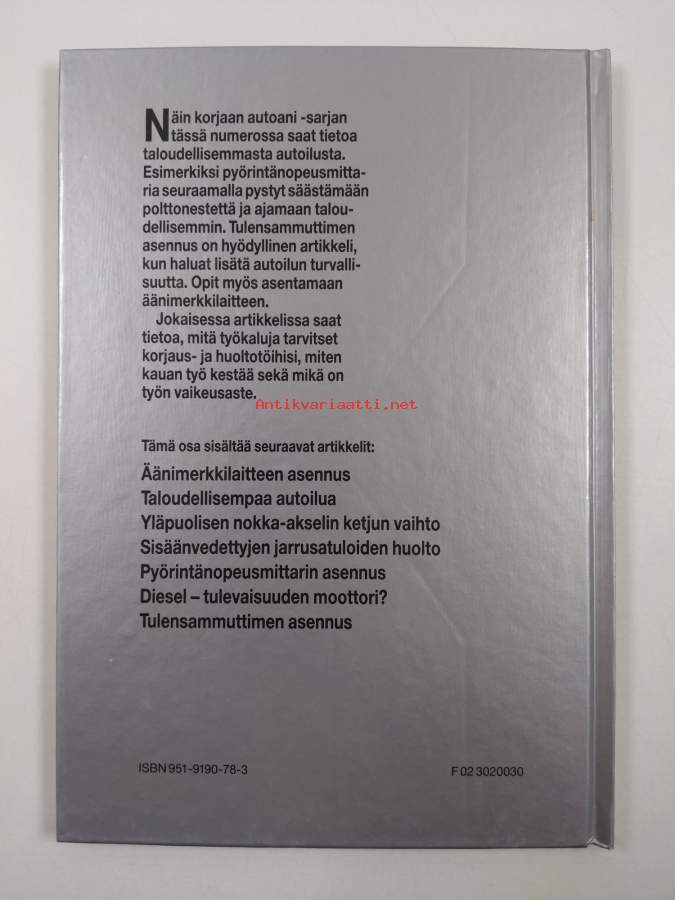 Näin korjaan autoani -sarjan
tässä numerossa saat tietoa
taloudellisemmasta autoilusta.
Esimerkiksi pyörintänopeusmitta-
ria seuraamalla pystyt säästämään
polttonestettä ja ajamaan talou-
dellisemmin. Tulensammuttimen
asennus on hyödyllinen artikkeli,
kun haluat lisätä autoilun turvalli-
suutta. Opit myös asentamaan
äänimerkkilaitteen.
Jokaisessa artikkelissa saat
tietoa, mitä työkaluja tarvitset
korjaus- ja huoltotöihisi, miten
kauan työ kestää sekä mikä on
työn vaikeusaste.
Antikvariaatti.net
Tämä osa sisältää seuraavat artikkelit:
Äänimerkkilaitteen asennus
Taloudellisempaa autoilua
Yläpuolisen nokka-akselin ketjun vaihto
Sisäänvedettyjen jarrusatuloiden huolto
Pyörintänopeusmittarin asennus
Diesel – tulevaisuuden moottori?
Tulensammuttimen asennus
ISBN 951-9190-78-3
F 02 3020030